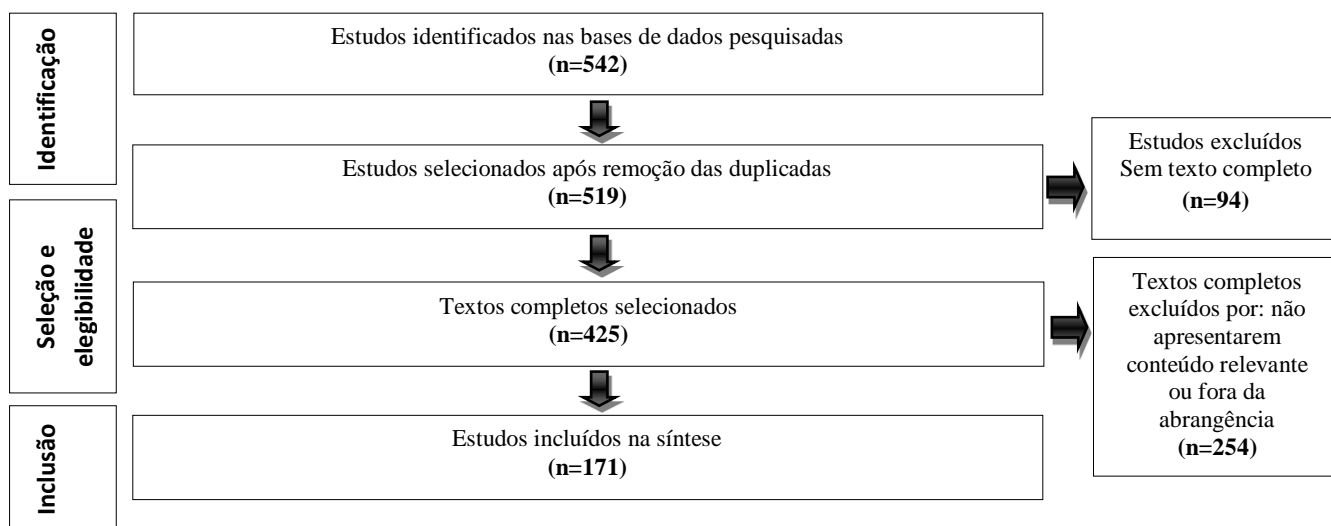 Identificação
Estudos identificados nas bases de dados pesquisadas
(n=542)
Estudos selecionados após remoção das duplicadas
(n=519)
Estudos excluídos
Sem texto completo
(n=94)
Seleção e
elegibilidade
Textos completos selecionados
(n=425)
Textos completos
excluídos por: não
apresentarem
conteúdo relevante
ou fora da
abrangência
(n=254)
Inclusão
Estudos incluídos na síntese
(n=171)